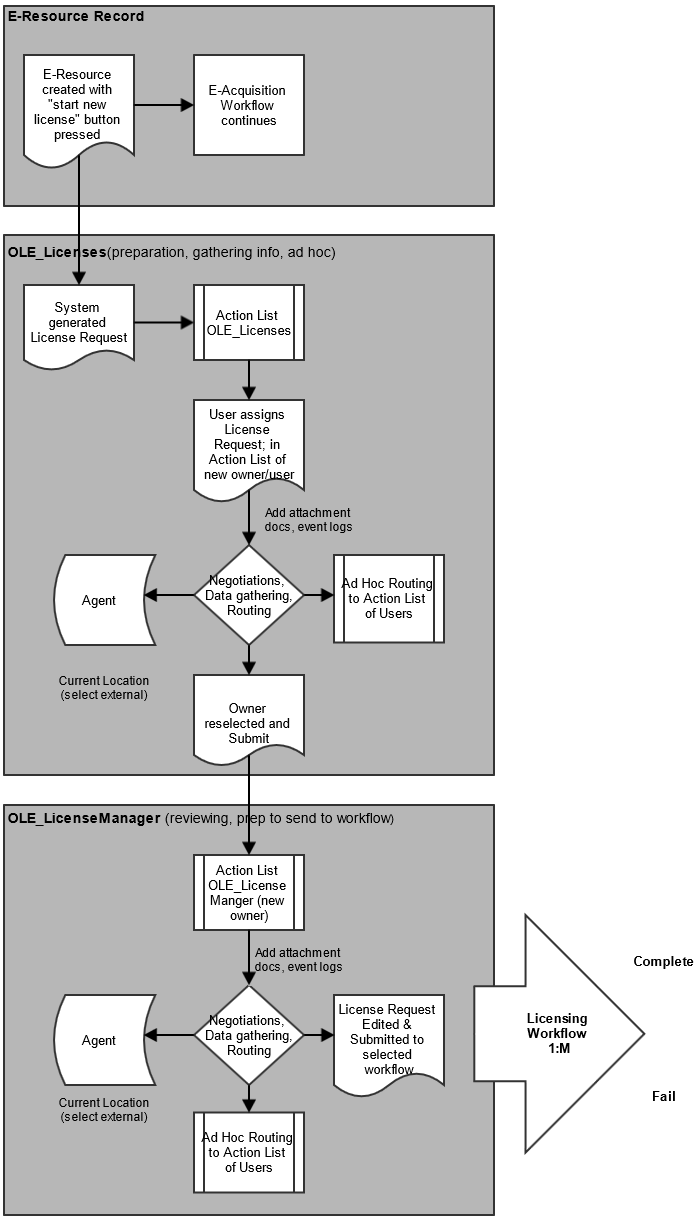 E-Resource Record
E-Resource
created with
"start new
license" button
pressed
E-Acquisition
Workflow
continues
OLE_Licenses(preparation, gathering info, ad hoc)
System
generated
License Request
Action List
OLE_Licenses
User assigns
License
Request; in
Action List of
new owner/user
Add attachment
docs, event logs
Agent
Negotiations,
Data gathering,
Routing
Ad Hoc Routing
to Action List
of Users
Current Location
(select external)
Owner
reselected and
Submit
OLE_LicenseManager (reviewing, prep to send to workflow)
Action List
OLE_License
Manger (new
owner)
Add attachment
docs, event logs
Agent
Negotiations,
Data gathering,
Routing
License Request
Edited &
Submitted to
selected
workflow
Current Location
(select external)
Ad Hoc Routing
to Action List
of Users
Complete
Licensing
Workflow
1:M
Fail